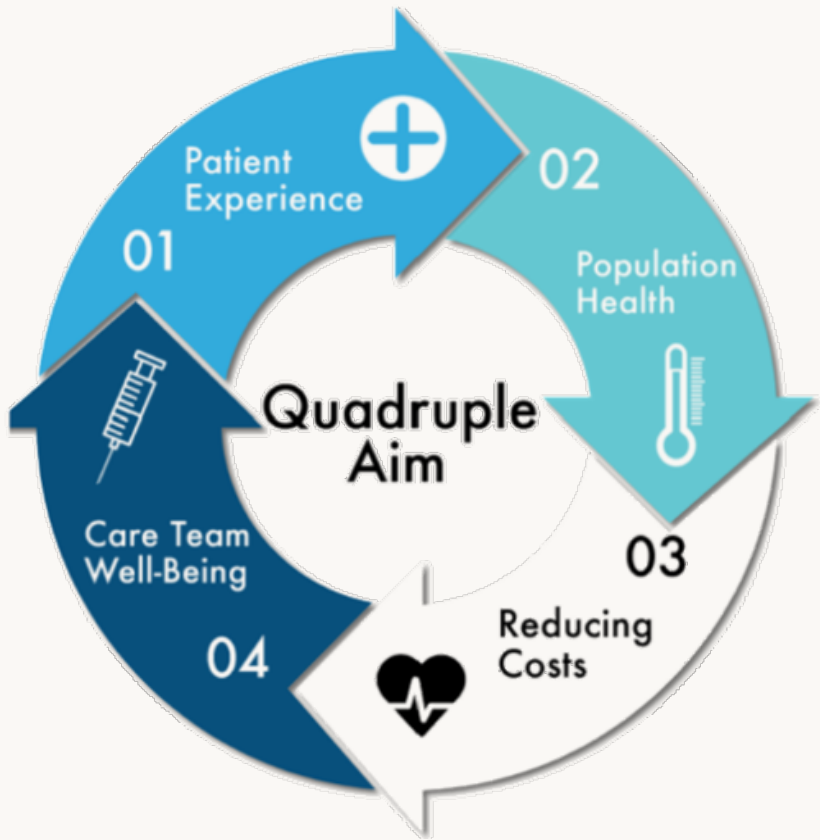 01
Patient
Experience
02
Population
Health
Quadruple
Aim
03
Reducing
Costs
04
Care Team
Well-Being